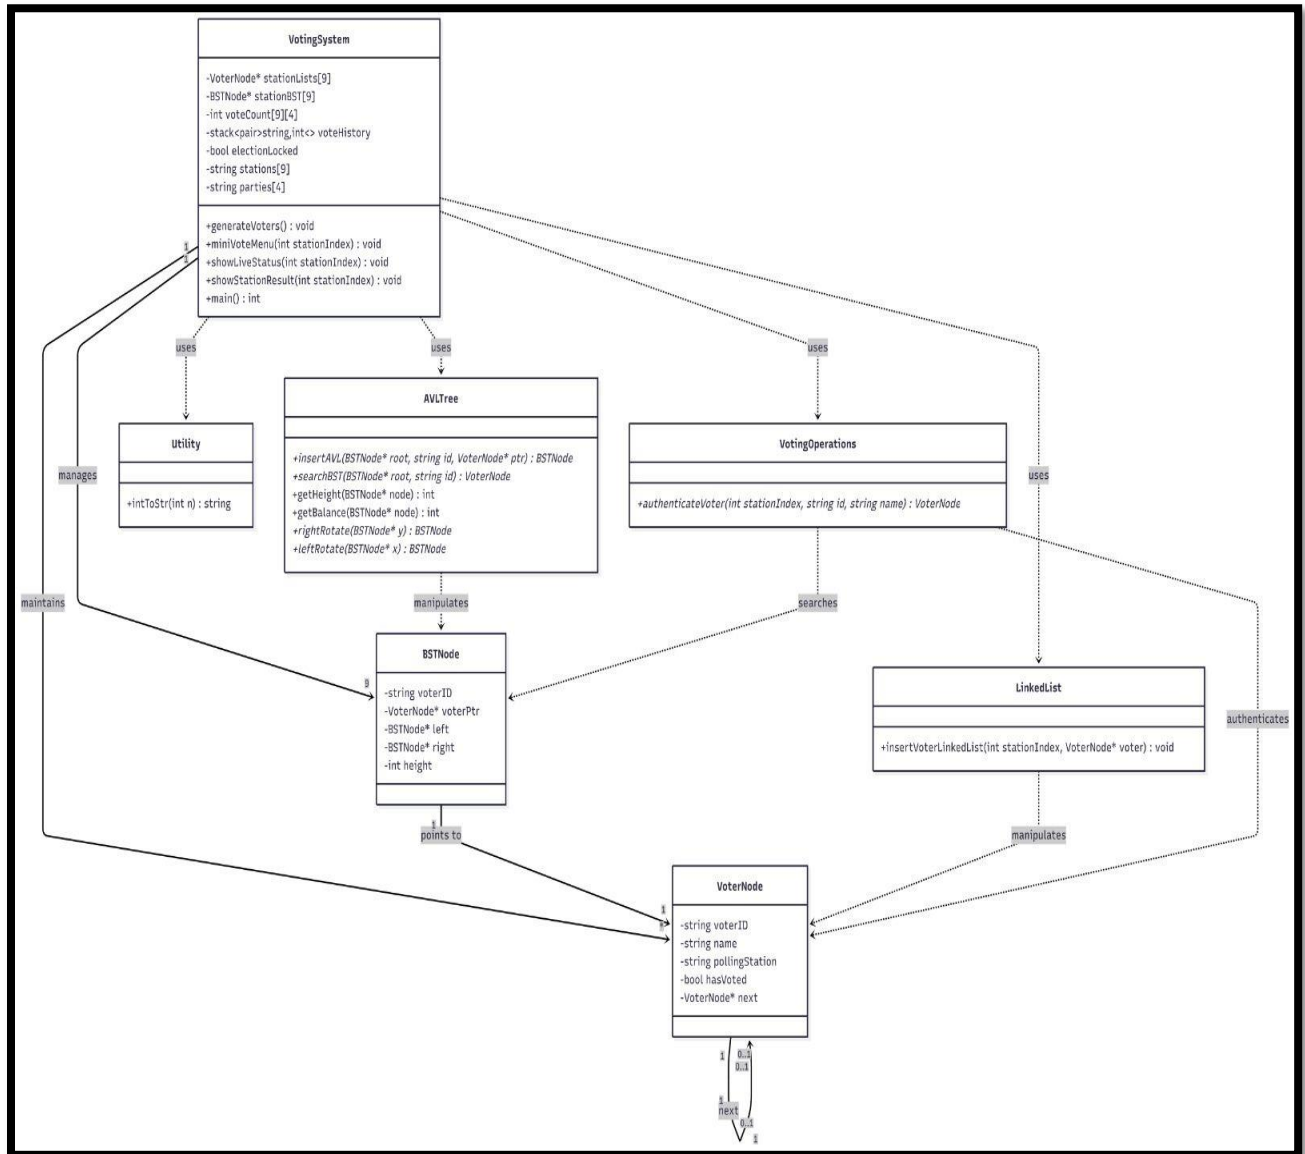 VotingSystem
-VoterNode* stationLists[9]
-BSTNode* stationBST[9]
-int voteCount[9][4]
-stack<pair>string,int<> voteHistory
-bool electionLocked
-string stations[9]
-string parties[4]
+generateVoters() : void
+miniVoteMenu(int stationIndex) : void
+showLiveStatus(int stationIndex) : void
+showStationResult(int stationIndex) : void
+main() : int
1
1
uses
uses
uses
uses
manages
maintains
Utility
+intToStr(int n) : string
AVLTree
+insertAVL(BSTNode* root, string id, VoterNode* ptr) : BSTNode
+searchBST(BSTNode* root, string id) : VoterNode
+getHeight(BSTNode* node) : int
+getBalance(BSTNode* node) : int
+rightRotate(BSTNode* y) : BSTNode
+leftRotate(BSTNode* x) : BSTNode
VotingOperations
+authenticateVoter(int stationIndex, string id, string name) : VoterNode
manipulates
searches
authenticates
9
BSTNode
-string voterID
-VoterNode* voterPtr
-BSTNode* left
-BSTNode* right
-int height
LinkedList
+insertVoterLinkedList(int stationIndex, VoterNode* voter) : void
1
points to
manipulates
1
VoterNode
-string voterID
-string name
-string pollingStation
-bool hasVoted
-VoterNode* next
1
0..1
0..1
1
next
0..1
1